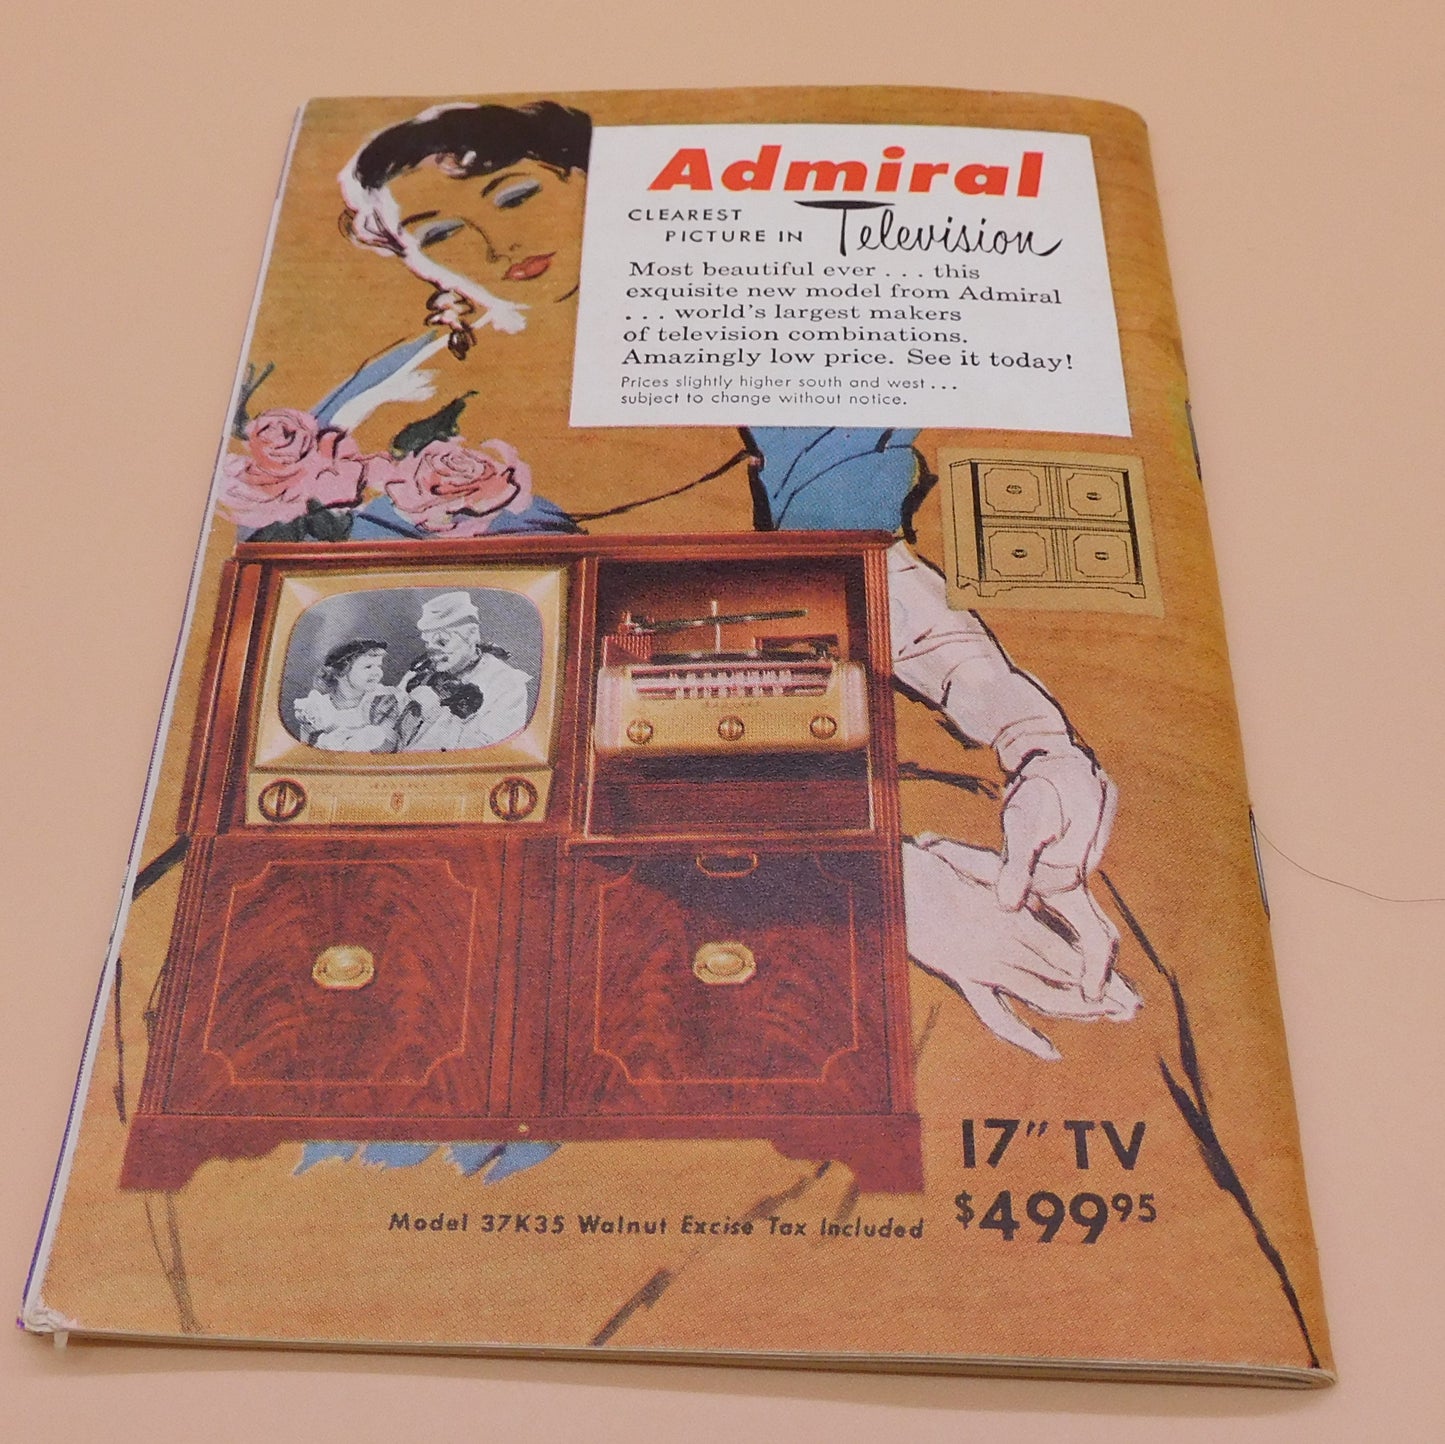 Admiral
CLEAREST
PICTURE IN Television
Most beautiful ever . . . this
exquisite new model from Admiral
. . . world's largest makers
of television combinations.
Amazingly low price. See it today!
Prices slightly higher south and west . . .
subject to change without notice.
17" TV
$499 95
Model 37K35 Walnut Excise Tax Included